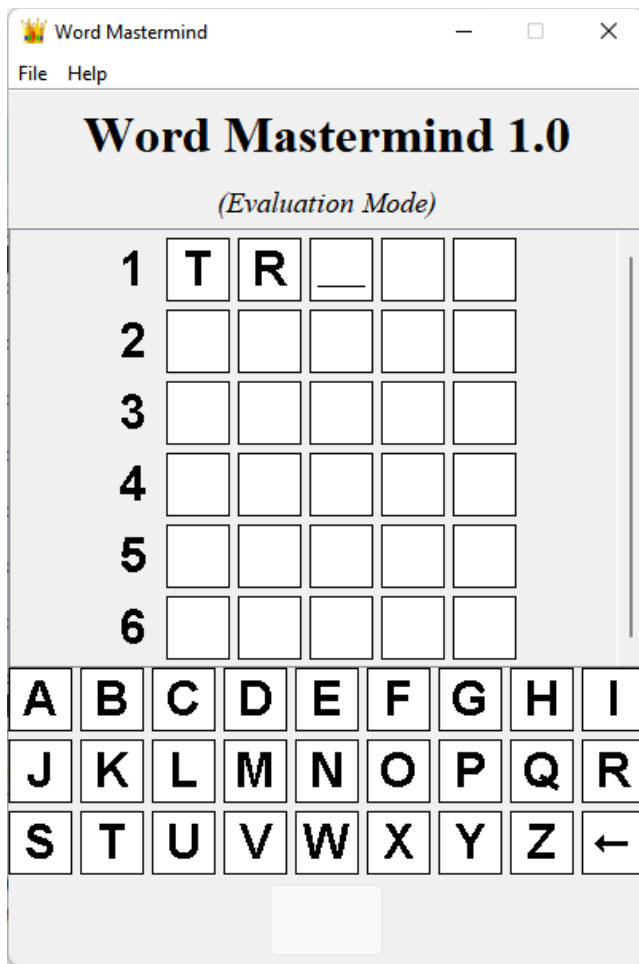 Word Mastermind
File Help
Word Mastermind 1.0
(Evaluation Mode)
1 T R _
2
3
4
5
6
A B C D E F G H I
J K L M N O P Q R
S T U V W X Y Z ←